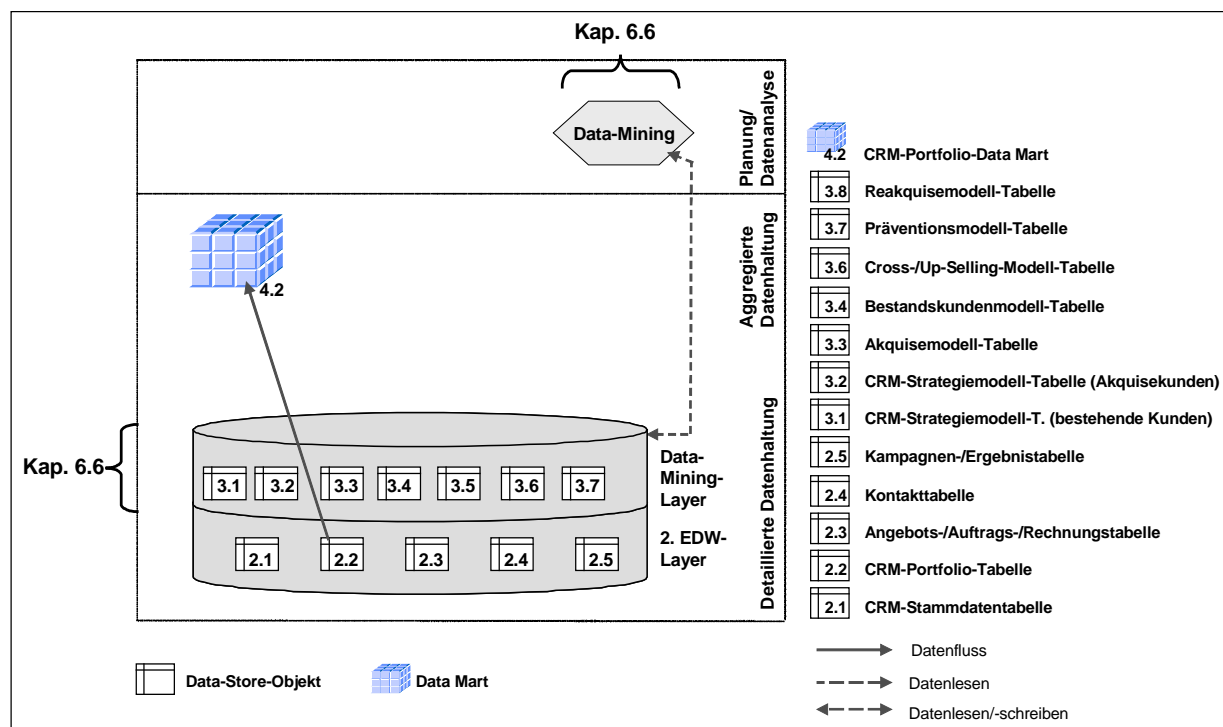 Kap. 6.6
Data-Mining
Planung/
Datenanalyse
4.2
Aggregierte
Datenhaltung
Kap. 6.6
3.1 3.2 3.3 3.4 3.5 3.6 3.7
Data-
Mining-
Layer
2.1 2.2 2.3 2.4 2.5
2. EDW-
Layer
Detaillierte Datenhaltung
4.2 CRM-Portfolio-Data Mart
3.8 Reakquisemodell-Tabelle
3.7 Präventionsmodell-Tabelle
3.6 Cross-/Up-Selling-Modell-Tabelle
3.4 Bestandskundenmodell-Tabelle
3.3 Akquisemodell-Tabelle
3.2 CRM-Strategiemodell-Tabelle (Akquisekunden)
3.1 CRM-Strategiemodell-T. (bestehende Kunden)
2.5 Kampagnen-/Ergebnistabelle
2.4 Kontakttabelle
2.3 Angebots-/Auftrags-/Rechnungstabelle
2.2 CRM-Portfolio-Tabelle
2.1 CRM-Stammdatentabelle
Data-Store-Objekt
Data Mart
Datenfluss
Datenlesen
Datenlesen/-schreiben